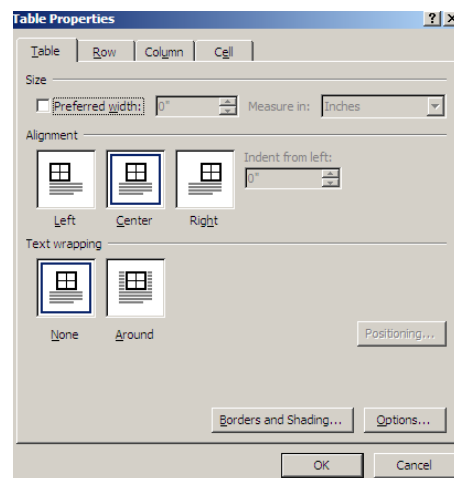 Table Properties ? x
Table Row Column Cell
Size
Preferred width: 0" Measure in: Inches
Alignment
Indent from left:
0"
Left Center Right
Text wrapping
None Around
Positioning...
Borders and Shading... Options...
OK Cancel